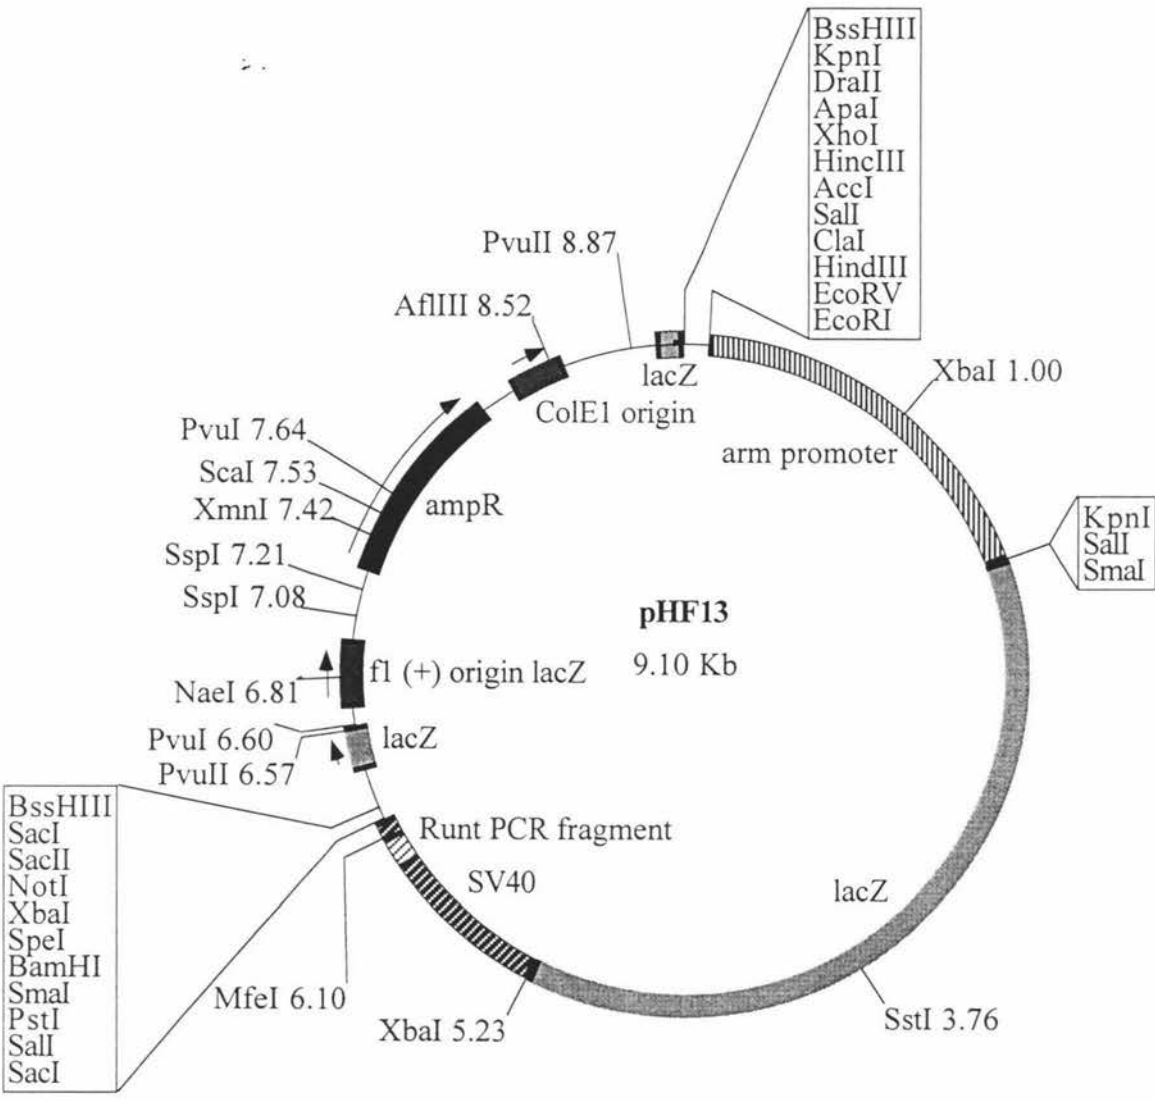 BssHIII
KpnI
DraII
ApaI
XhoI
HincIII
AccI
SalI
ClaI
HindIII
EcoRV
EcoRI
PvuII 8.87
AflIII 8.52
lacZ
XbaI 1.00
ColE1 origin
arm promoter
PvuI 7.64
ScaI 7.53
XmnI 7.42
ampR
SspI 7.21
SspI 7.08
KpnI
SalI
SmaI
pHF13
9.10 Kb
f1 (+) origin lacZ
NaeI 6.81
PvuI 6.60
lacZ
PvuII 6.57
BssHIII
SacI
SacII
NotI
XbaI
SpeI
BamHI
SmaI
PstI
SalI
SacI
Runt PCR fragment
SV40
lacZ
MfeI 6.10
XbaI 5.23
SstI 3.76